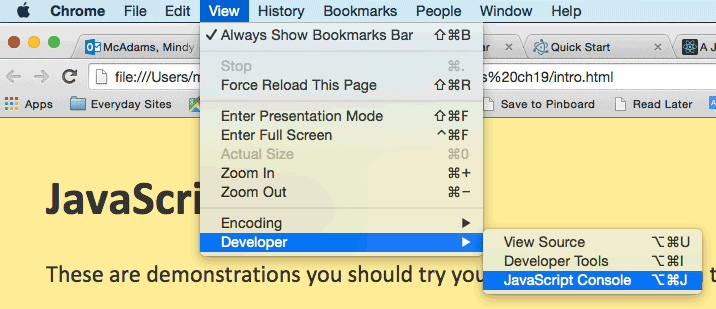 Chrome File Edit View History Bookmarks People Window Help
✓ Always Show Bookmarks Bar ⇧⌘B
McAdams, Mindy
ar
Quick Start
A J
Stop ⌘.
file:///Users/m
s%20ch19/intro.html
Force Reload This Page ⇧⌘R
Apps
Everyday Sites
Save to Pinboard
Read Later
Enter Presentation Mode ⇧⌘F
Enter Full Screen ^⌘F
Actual Size ⌘0
Zoom In ⌘+
Zoom Out ⌘−
JavaScri
Encoding ▶
Developer ▶
View Source ⌥⌘U
Developer Tools ⌥⌘I
JavaScript Console ⌥⌘J
These are demonstrations you should try you
t